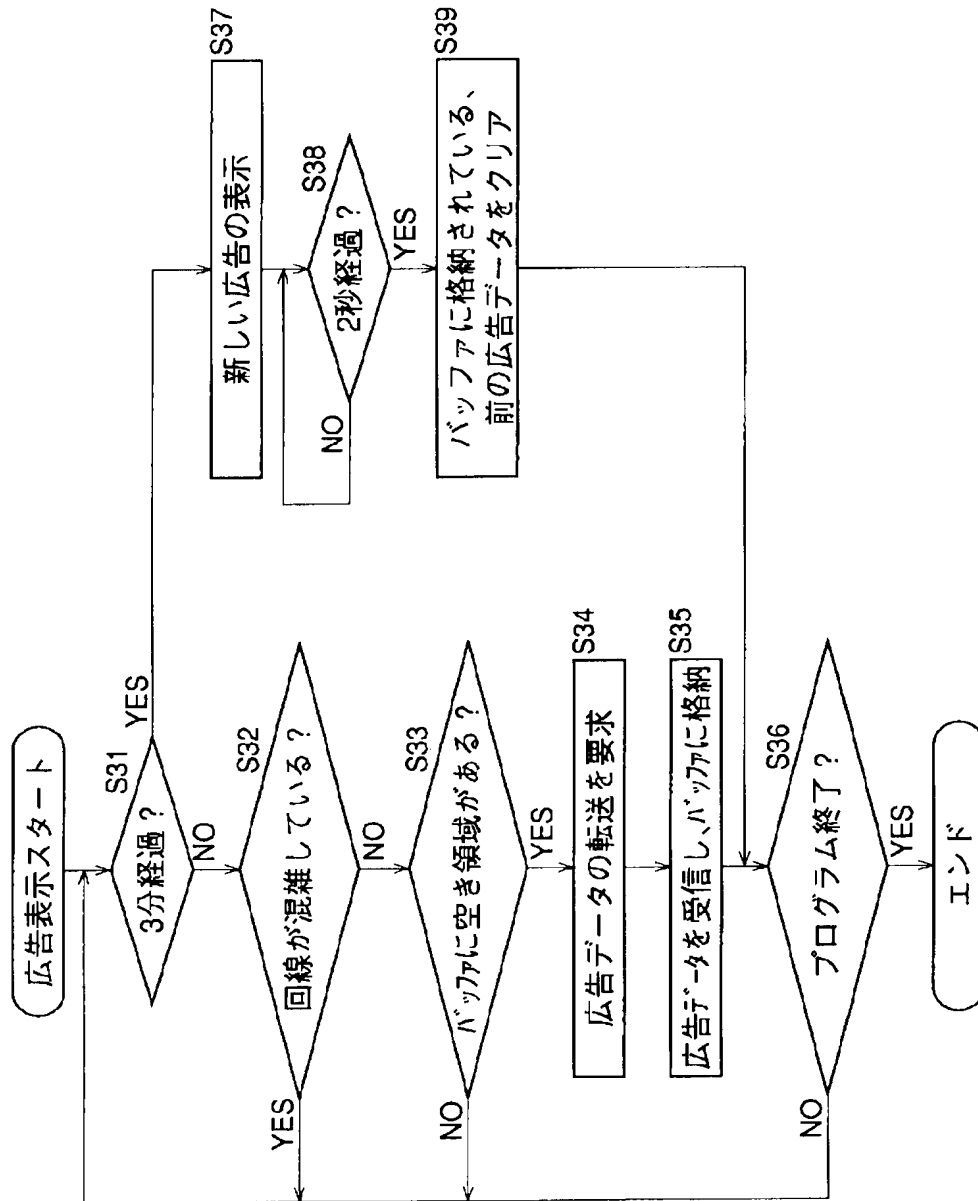 広告表示スタート
S31
3分経過？
YES
NO
S32
回線が混雑している？
YES
NO
S33
バッファに空き領域がある？
NO
YES
S34
広告データの転送を要求
S35
広告データを受信し、バッファに格納
S36
プログラム終了？
NO
YES
エンド
S37
新しい広告の表示
S38
2秒経過？
NO
YES
S39
バッファに格納されている、
前の広告データをクリア